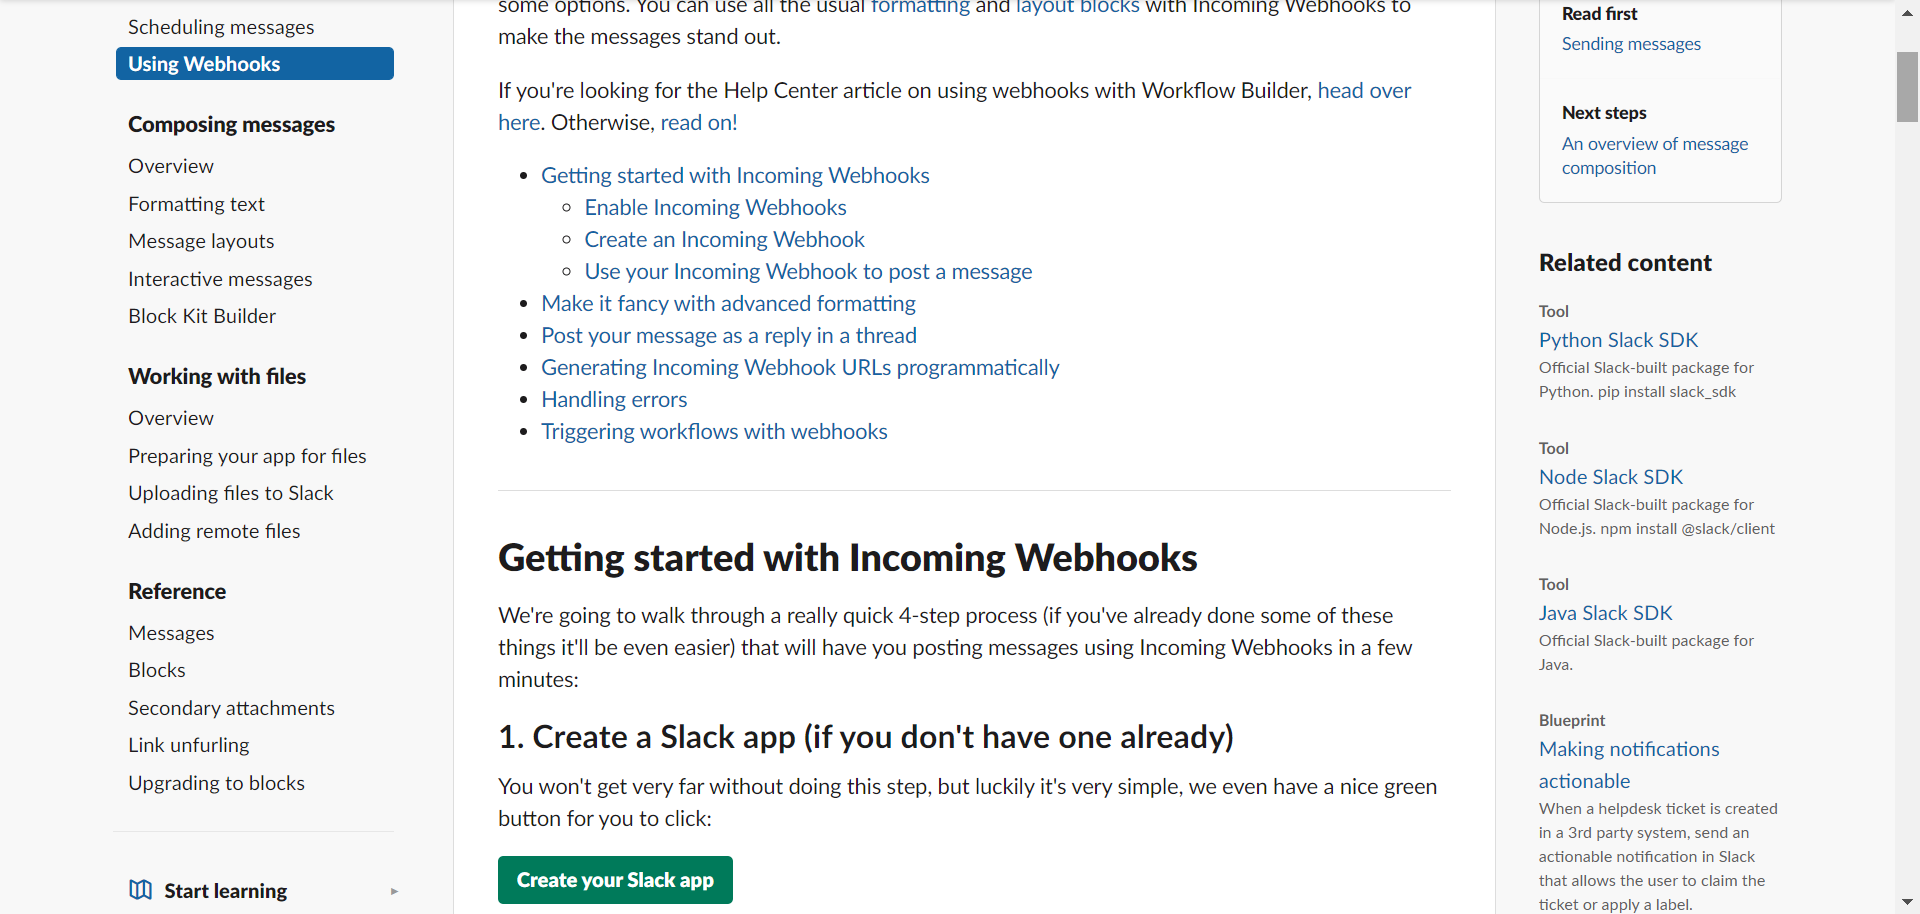 Scheduling messages
Using Webhooks
Composing messages
Overview
Formatting text
Message layouts
Interactive messages
Block Kit Builder
Working with files
Overview
Preparing your app for files
Uploading files to Slack
Adding remote files
Reference
Messages
Blocks
Secondary attachments
Link unfurling
Upgrading to blocks
Start learning
some options. You can use all the usual formatting and layout blocks with Incoming Webhooks to
make the messages stand out.
If you're looking for the Help Center article on using webhooks with Workflow Builder, head over
here. Otherwise, read on!
Getting started with Incoming Webhooks
Enable Incoming Webhooks
Create an Incoming Webhook
Use your Incoming Webhook to post a message
Make it fancy with advanced formatting
Post your message as a reply in a thread
Generating Incoming Webhook URLs programmatically
Handling errors
Triggering workflows with webhooks
Getting started with Incoming Webhooks
We're going to walk through a really quick 4-step process (if you've already done some of these
things it'll be even easier) that will have you posting messages using Incoming Webhooks in a few
minutes:
1. Create a Slack app (if you don't have one already)
You won't get very far without doing this step, but luckily it's very simple, we even have a nice green
button for you to click:
Create your Slack app
Read first
Sending messages
Next steps
An overview of message
composition
Related content
Tool
Python Slack SDK
Official Slack-built package for
Python. pip install slack_sdk
Tool
Node Slack SDK
Official Slack-built package for
Node.js. npm install @slack/client
Tool
Java Slack SDK
Official Slack-built package for
Java.
Blueprint
Making notifications
actionable
When a helpdesk ticket is created
in a 3rd party system, send an
actionable notification in Slack
that allows the user to claim the
ticket or apply a label.